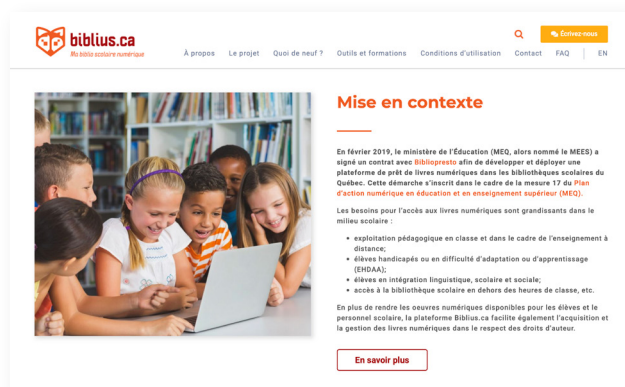 biblius.ca
Ma biblio scolaire numérique
Écrivez-nous
À propos Le projet Quoi de neuf ? Outils et formations Conditions d'utilisation Contact FAQ EN
Mise en contexte
En février 2019, le ministère de l'Éducation (MEQ, alors nommé le MEES) a
signé un contrat avec Bibliopresto afin de développer et déployer une
plateforme de prêt de livres numériques dans les bibliothèques scolaires du
Québec. Cette démarche s'inscrit dans le cadre de la mesure 17 du Plan
d'action numérique en éducation et en enseignement supérieur (MEQ).
Les besoins pour l'accès aux livres numériques sont grandissants dans le
milieu scolaire :
• exploitation pédagogique en classe et dans le cadre de l'enseignement à
distance;
• élèves handicapés ou en difficulté d'adaptation ou d'apprentissage
(EHDAA);
• élèves en intégration linguistique, scolaire et sociale;
• accès à la bibliothèque scolaire en dehors des heures de classe, etc.
En plus de rendre les oeuvres numériques disponibles pour les élèves et le
personnel scolaire, la plateforme Biblius.ca facilite également l'acquisition et
la gestion des livres numériques dans le respect des droits d'auteur.
En savoir plus